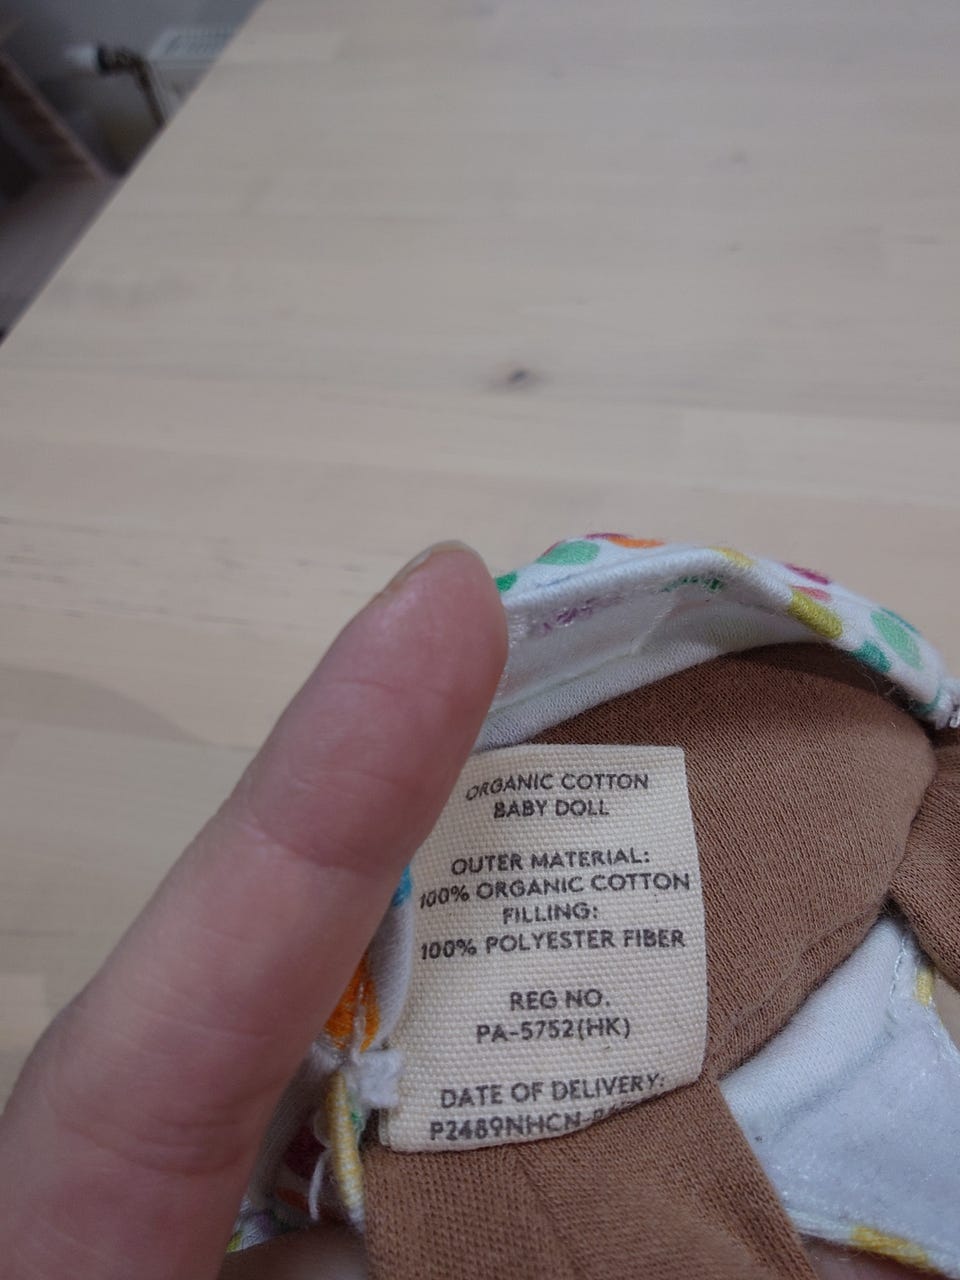 ORGANIC COTTON
BABY DOLL
OUTER MATERIAL:
100% ORGANIC COTTON
FILLING:
100% POLYESTER FIBER
REG NO.
PA-5752(HK)
DATE OF DELIVERY: